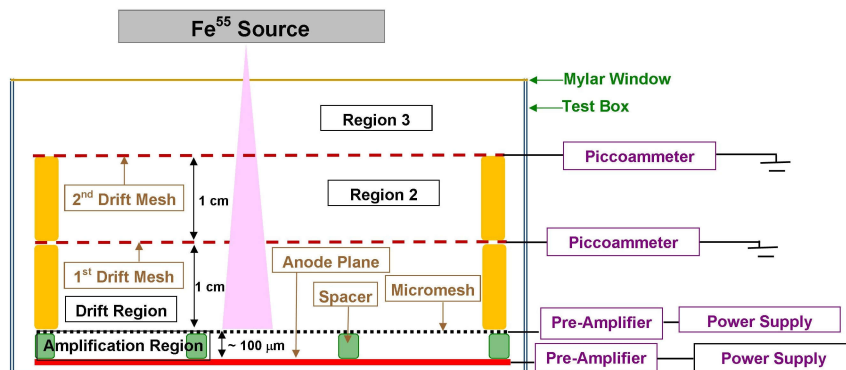 Fe55 Source
Mylar Window
Test Box
Region 3
Piccoammeter
2nd Drift Mesh
1 cm
Region 2
Piccoammeter
1st Drift Mesh
1 cm
Anode Plane
Drift Region
Spacer
Micromesh
Pre-Amplifier
Power Supply
Amplification Region
~ 100 μm
Pre-Amplifier
Power Supply